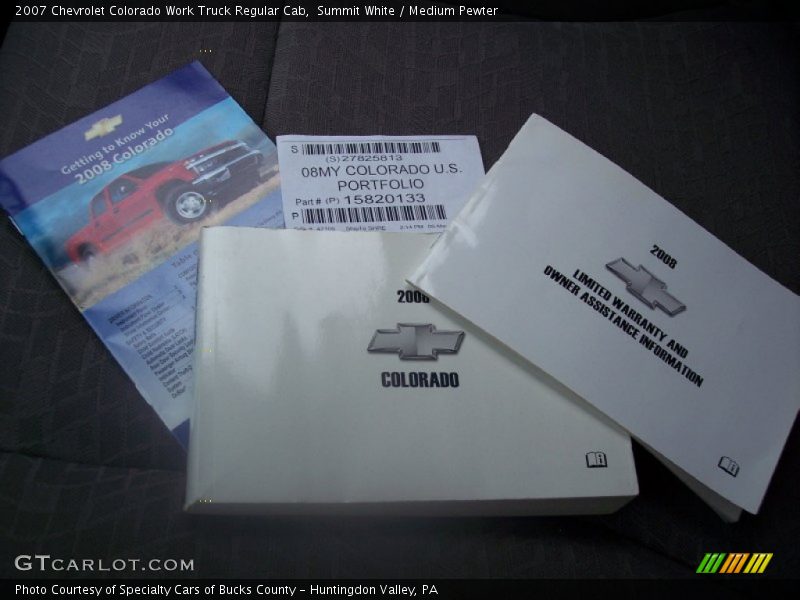 2007 Chevrolet Colorado Work Truck Regular Cab,  Summit White / Medium Pewter
Getting to Know Your
2008 Colorado
S
(S)27825813
08MY COLORADO U.S.
PORTFOLIO
Part # (P) 15820133
P
2008
LIMITED WARRANTY AND
OWNER ASSISTANCE INFORMATION
2008
COLORADO
GTCARLOT.COM
Photo Courtesy of Specialty Cars of Bucks County - Huntingdon Valley, PA